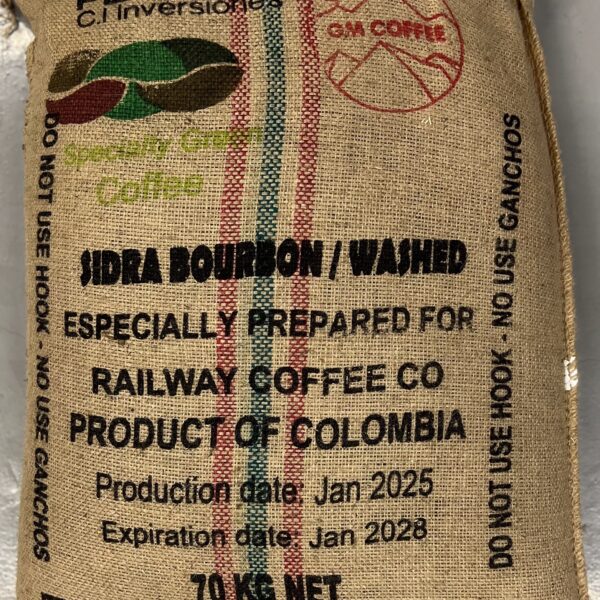 C.I Inversiones
GM COFFEE
Specialty Green
Coffee
SIDRA BOURBON / WASHED
ESPECIALLY PREPARED FOR
RAILWAY COFFEE CO
PRODUCT OF COLOMBIA
Production date: Jan 2025
Expiration date: Jan 2028
70 KG NET
DO NOT USE HOOK - NO USE GANCHOS
DO NOT USE HOOK - NO USE GANCHOS